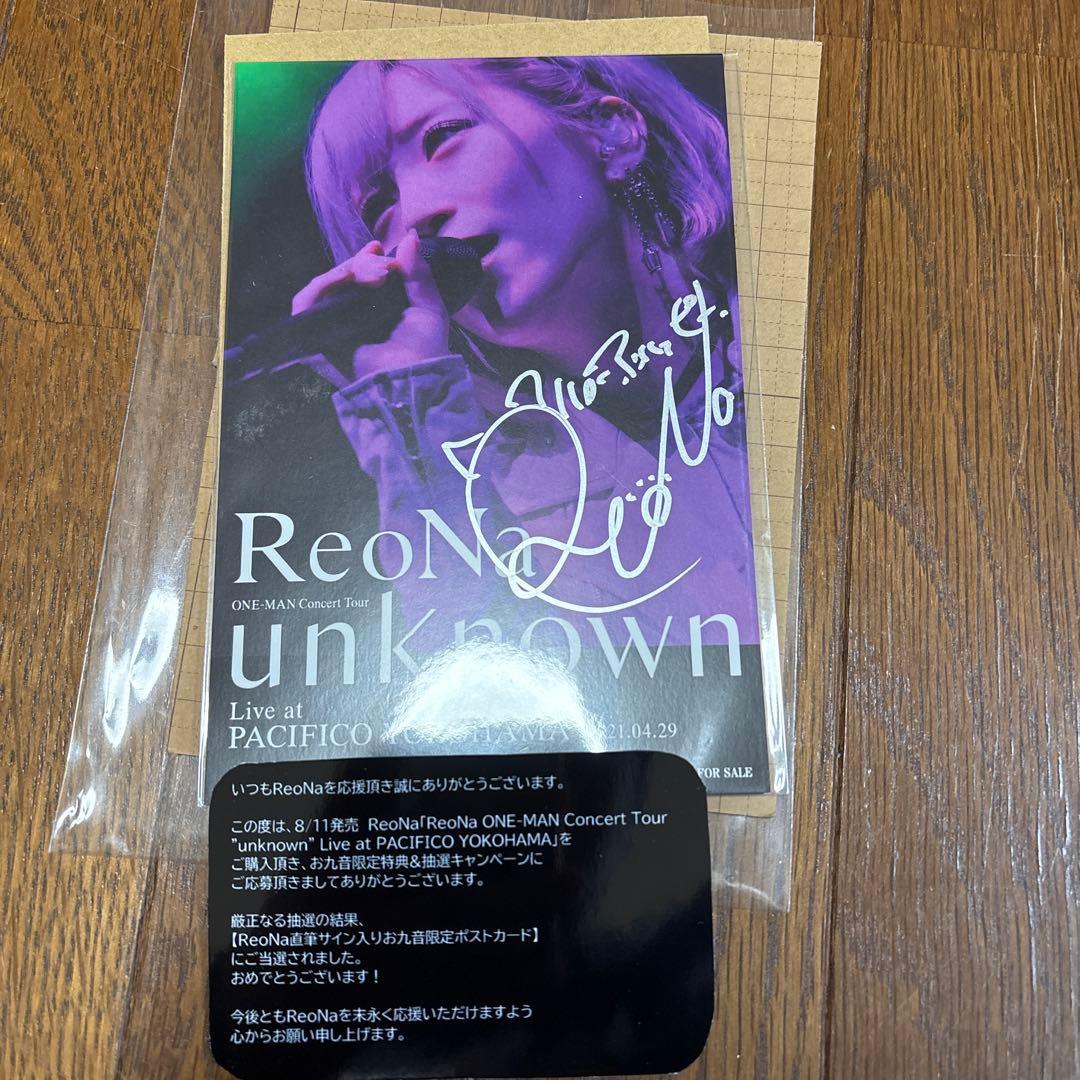 ReoNa
ReoNa
ONE-MAN Concert Tour
unknown
Live at
PACIFICO YOKOHAMA 2021.04.29
FOR SALE
いつもReoNaを応援頂き誠にありがとうございます。
この度は、8/11発売 ReoNa「ReoNa ONE-MAN Concert Tour
"unknown" Live at PACIFICO YOKOHAMA」を
ご購入頂き、お九音限定特典&抽選キャンペーンに
ご応募頂きましてありがとうございます。
厳正なる抽選の結果、
【ReoNa直筆サイン入りお九音限定ポストカード】
にご当選されました。
おめでとうございます！
今後ともReoNaを末永く応援いただけますよう
心からお願い申し上げます。